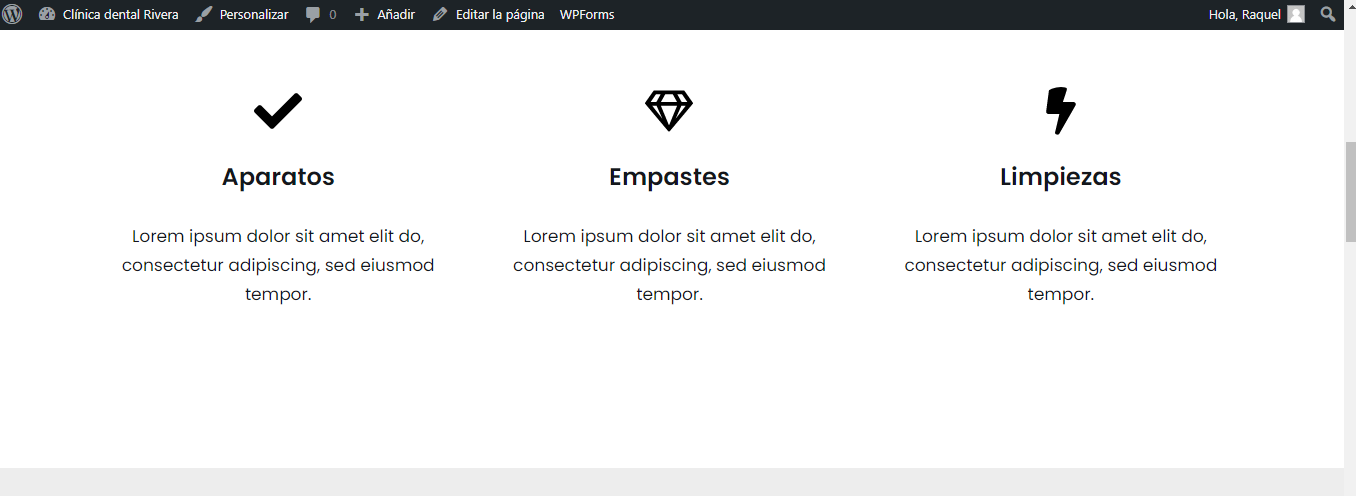 Clínica dental Rivera Personalizar 0 Añadir Editar la página WPForms Hola, Raquel
Aparatos
Lorem ipsum dolor sit amet elit do,
consectetur adipiscing, sed eiusmod
tempor.
Empastes
Lorem ipsum dolor sit amet elit do,
consectetur adipiscing, sed eiusmod
tempor.
Limpiezas
Lorem ipsum dolor sit amet elit do,
consectetur adipiscing, sed eiusmod
tempor.